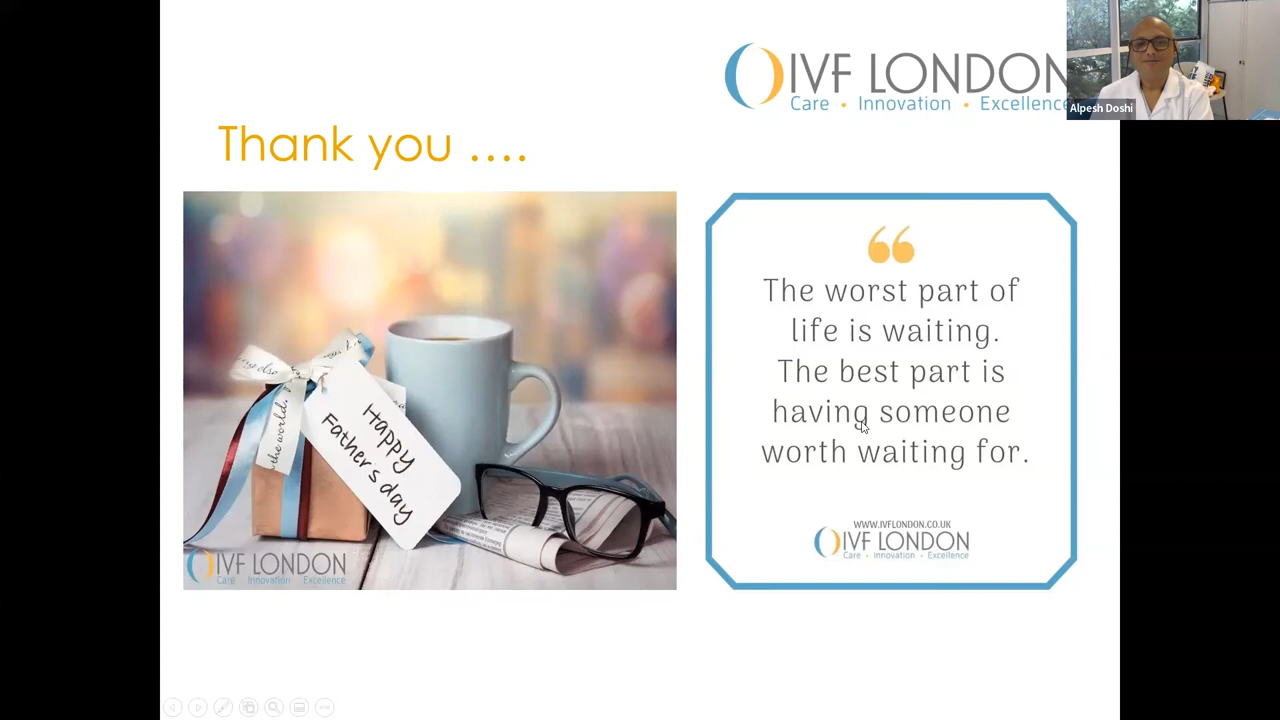 IVF LONDON
Care • Innovation • Excellence
Alpesh Doshi
Thank you ....
Happy
Father's day
the world.
IVF LONDON
Care Innovation Excellence
“
The worst part of
life is waiting.
The best part is
having someone
worth waiting for.
WWW.IVFLONDON.CO.UK
IVF LONDON
Care • Innovation • Excellence